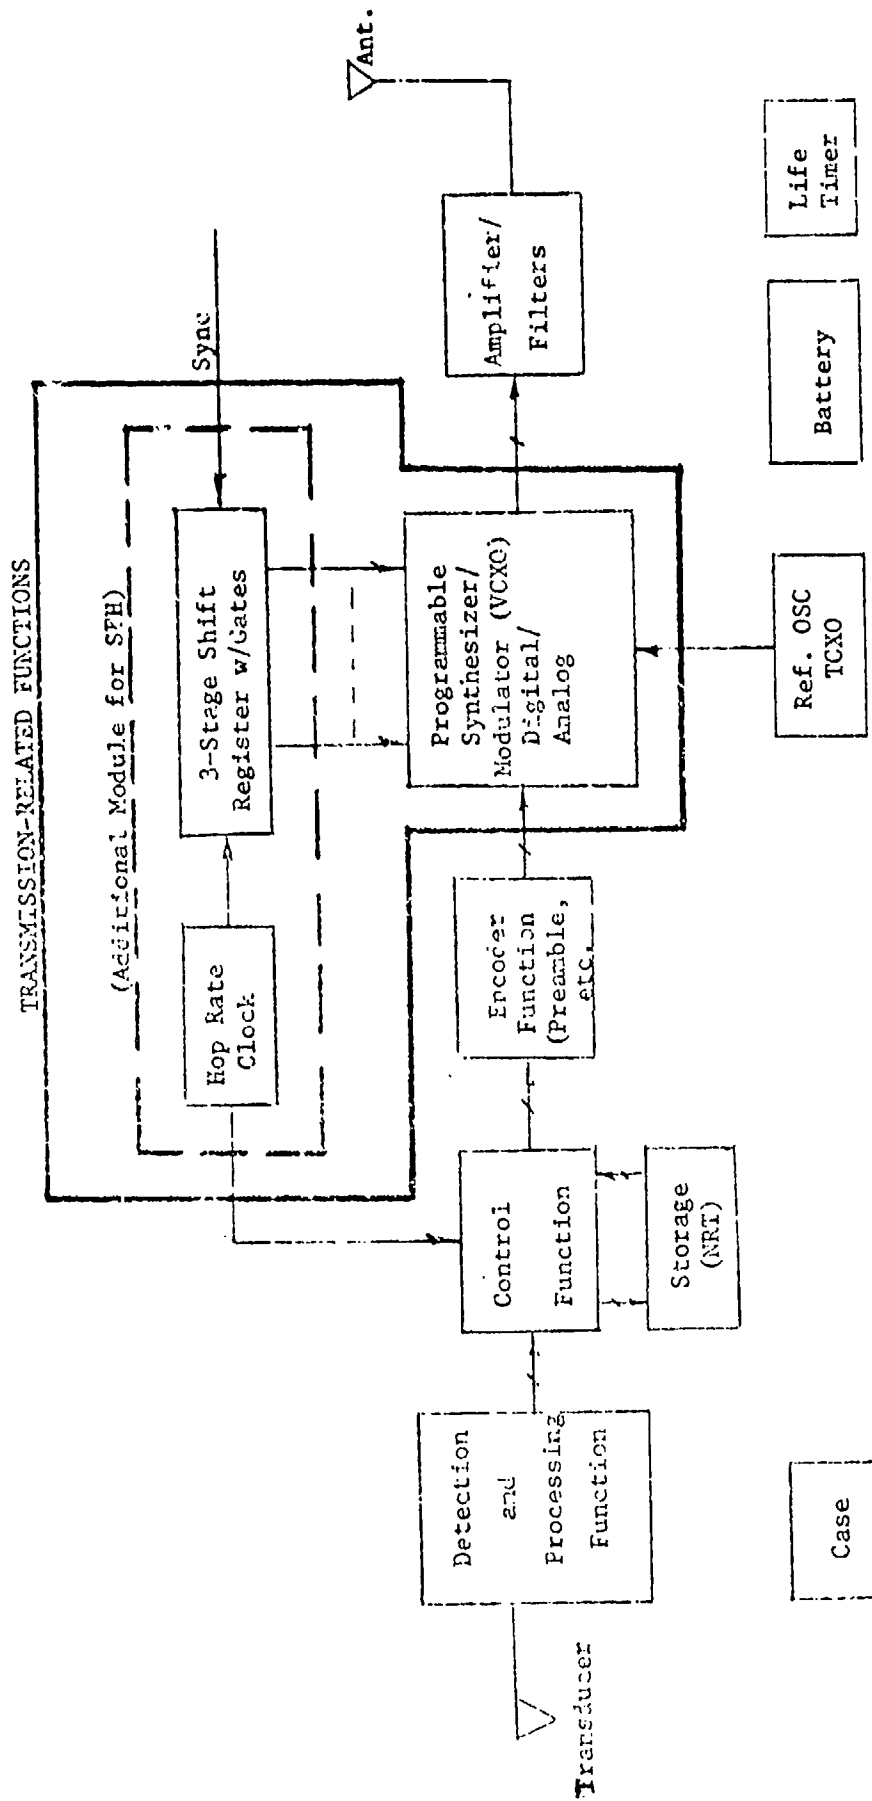 TRANSMISSION-RELATED FUNCTIONS
(Additional Module for SFH)
Sync
Hop Rate
Clock
3-Stage Shift
Register w/Gates
Ant.
Transducer
Detection
and
Processing
Function
Control
Function
Encoder
Function
(Preamble,
etc.
Programmable
Synthesizer/
Modulator (VCXO)
Digital/
Analog
Amplifier/
Filters
Storage
(NRT)
Case
Ref. OSC
TCXO
Battery
Life
Timer